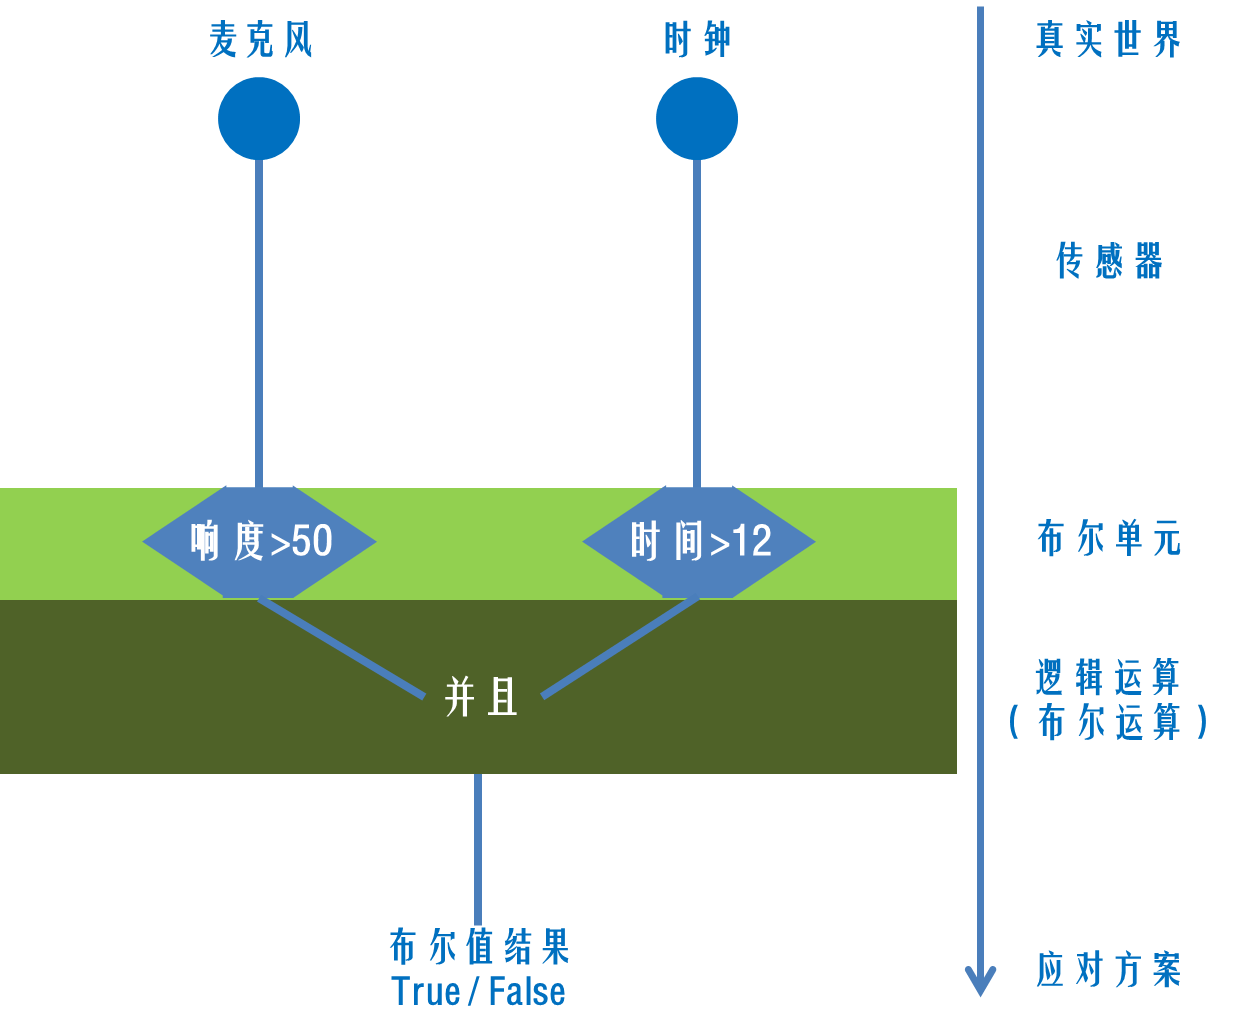 麦克风
时钟
真实世界
传感器
响度>50
时间>12
布尔单元
并且
逻辑运算
(布尔运算)
布尔值结果
True / False
应对方案